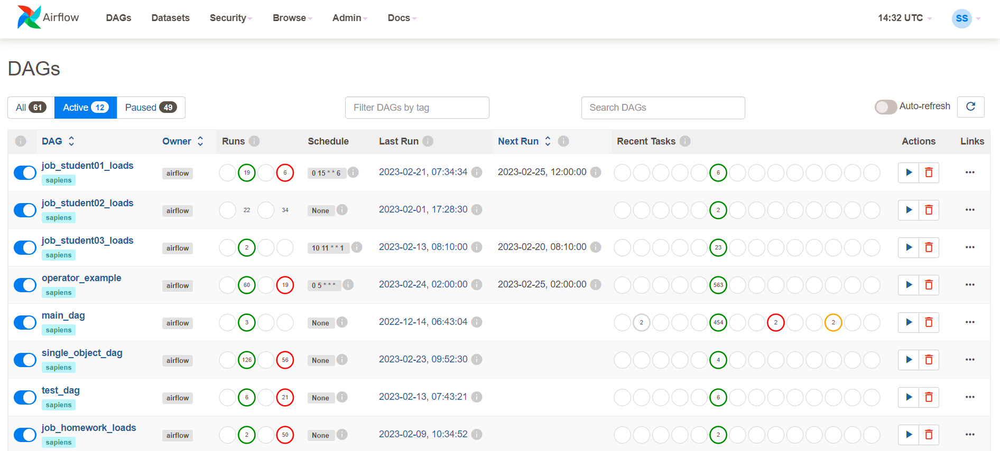 Airflow DAGs Datasets Security Browse Admin Docs 14:32 UTC SS
DAGs
All 61 Active 12 Paused 49 Filter DAGs by tag Search DAGs Auto-refresh
DAG Owner Runs Schedule Last Run Next Run Recent Tasks Actions Links
job_student01_loads
sapiens airflow 19 6 0 15 * * 6 2023-02-21, 07:34:34 2023-02-25, 12:00:00 6
job_student02_loads
sapiens airflow 22 34 None 2023-02-01, 17:28:30 2
job_student03_loads
sapiens airflow 2 10 11 * * 1 2023-02-13, 08:10:00 2023-02-20, 08:10:00 23
operator_example
sapiens airflow 60 19 0 5 * * * 2023-02-24, 02:00:00 2023-02-25, 02:00:00 563
main_dag
sapiens airflow 3 None 2022-12-14, 06:43:04 2 454 2 2
single_object_dag
sapiens airflow 126 56 None 2023-02-23, 09:52:30 4
test_dag
sapiens airflow 6 21 None 2023-02-13, 07:43:21 6
job_homework_loads
sapiens airflow 2 50 None 2023-02-09, 10:34:52 2